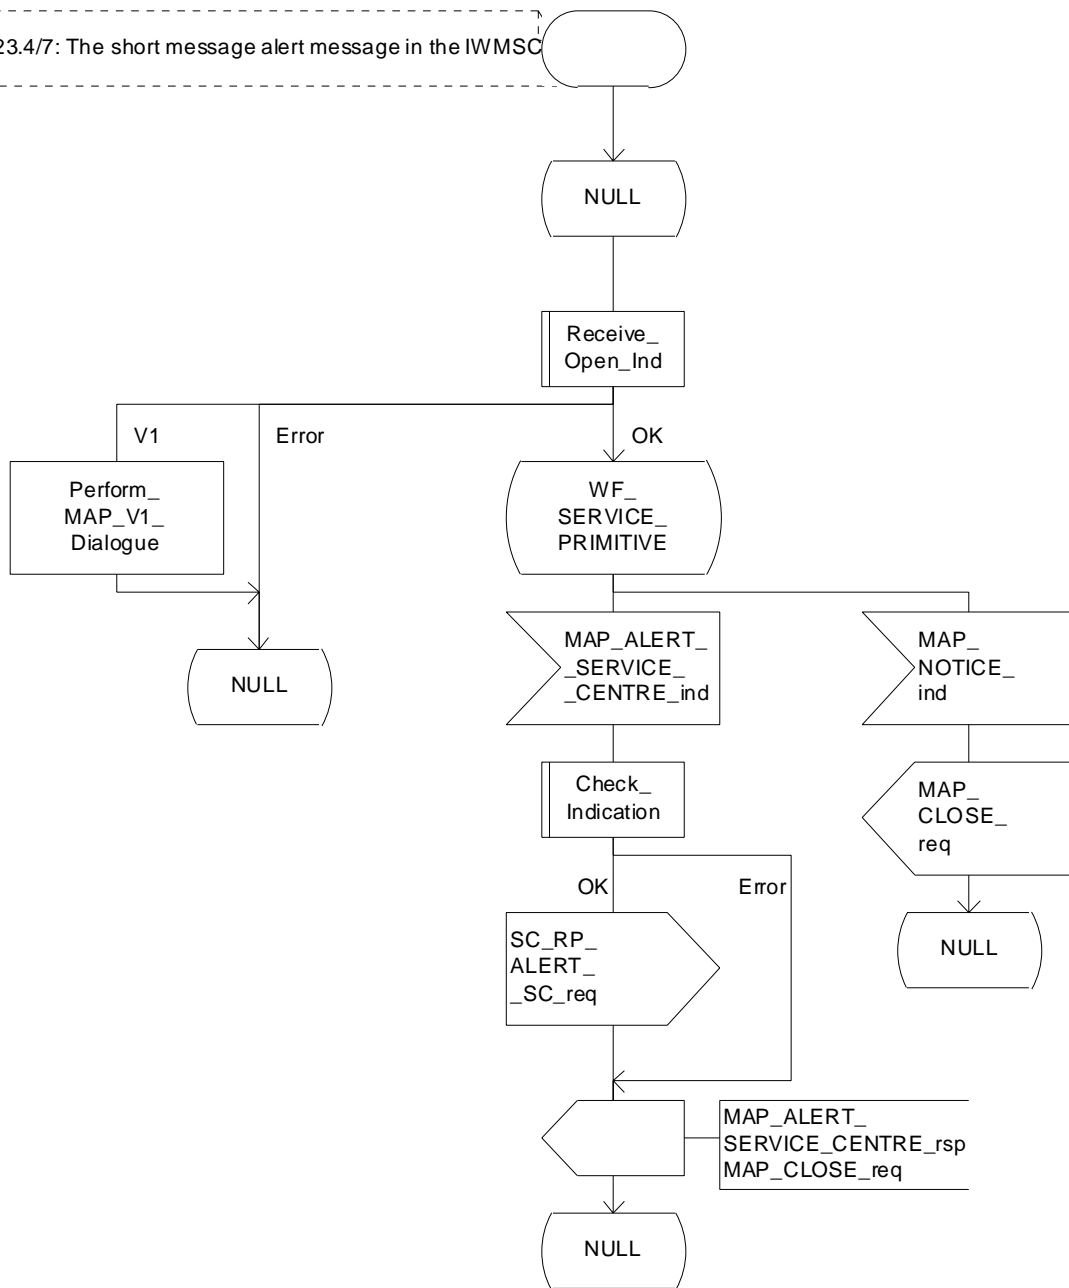 23.4/7: The short message alert message in the IWMSC
NULL
Receive_
Open_Ind
V1
Error
OK
Perform_
MAP_V1_
Dialogue
WF_
SERVICE_
PRIMITIVE
NULL
MAP_ALERT_
_SERVICE_
_CENTRE_ind
MAP_
NOTICE_
ind
Check_
Indication
MAP_
CLOSE_
req
OK
Error
SC_RP_
ALERT_
_SC_req
NULL
MAP_ALERT_
SERVICE_CENTRE_rsp
MAP_CLOSE_req
NULL